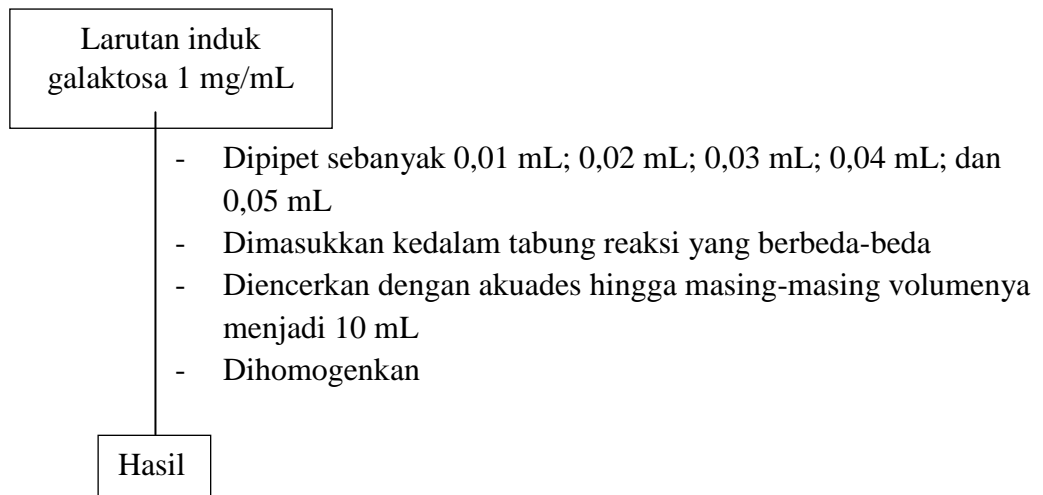 Larutan induk
galaktosa 1 mg/mL
- Dipipet sebanyak 0,01 mL; 0,02 mL; 0,03 mL; 0,04 mL; dan
0,05 mL
- Dimasukkan kedalam tabung reaksi yang berbeda-beda
- Diencerkan dengan akuades hingga masing-masing volumenya
menjadi 10 mL
- Dihomogenkan
Hasil